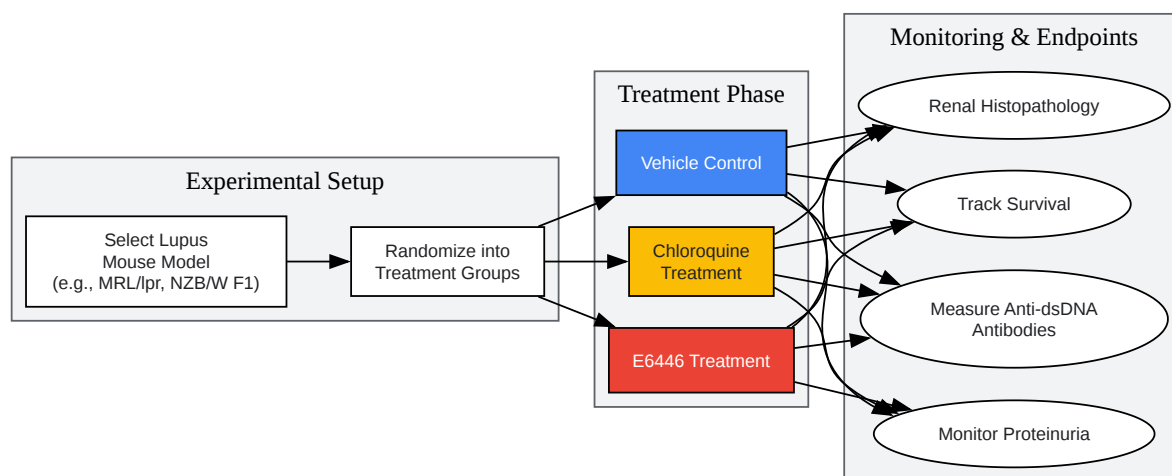 Experimental Setup
Select Lupus
Mouse Model
(e.g., MRL/lpr, NZB/W F1)
Randomize into
Treatment Groups
Treatment Phase
Vehicle Control
Chloroquine
Treatment
E6446 Treatment
Monitoring & Endpoints
Renal Histopathology
Track Survival
Measure Anti-dsDNA
Antibodies
Monitor Proteinuria